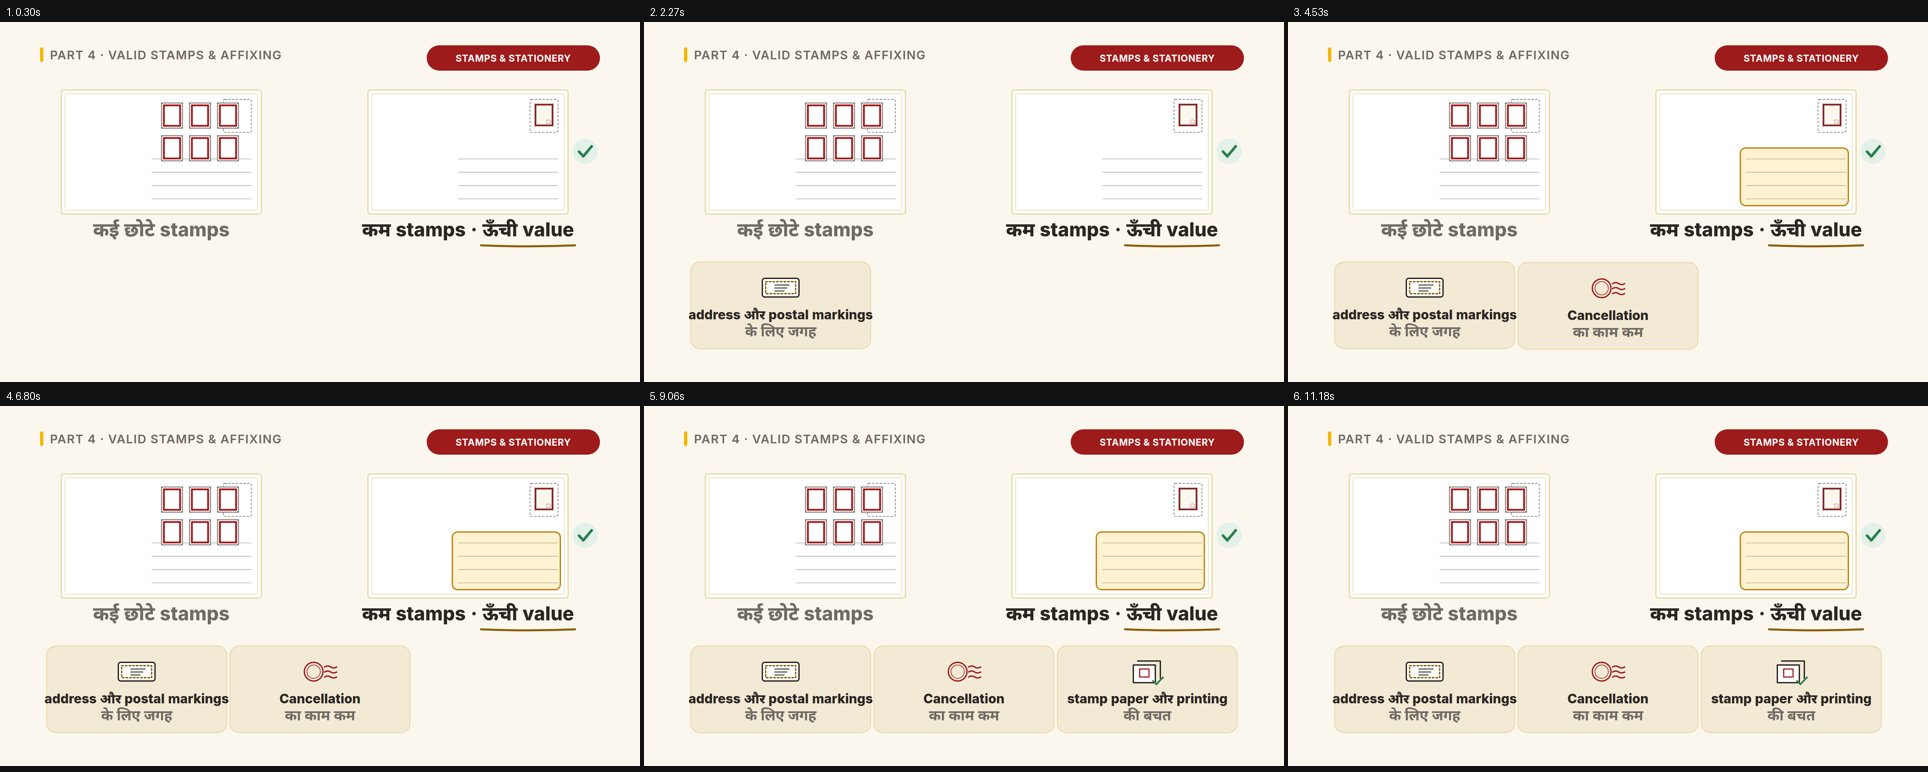 1. 0.30s
PART 4 · VALID STAMPS & AFFIXING
STAMPS & STATIONERY
कई छोटे stamps
कम stamps · ऊँची value
2. 2.27s
PART 4 · VALID STAMPS & AFFIXING
STAMPS & STATIONERY
कई छोटे stamps
कम stamps · ऊँची value
address और postal markings
के लिए जगह
3. 4.53s
PART 4 · VALID STAMPS & AFFIXING
STAMPS & STATIONERY
कई छोटे stamps
कम stamps · ऊँची value
address और postal markings
के लिए जगह
Cancellation
का काम कम
4. 6.80s
PART 4 · VALID STAMPS & AFFIXING
STAMPS & STATIONERY
कई छोटे stamps
कम stamps · ऊँची value
address और postal markings
के लिए जगह
Cancellation
का काम कम
5. 9.06s
PART 4 · VALID STAMPS & AFFIXING
STAMPS & STATIONERY
कई छोटे stamps
कम stamps · ऊँची value
address और postal markings
के लिए जगह
Cancellation
का काम कम
stamp paper और printing
की बचत
6. 11.18s
PART 4 · VALID STAMPS & AFFIXING
STAMPS & STATIONERY
कई छोटे stamps
कम stamps · ऊँची value
address और postal markings
के लिए जगह
Cancellation
का काम कम
stamp paper और printing
की बचत